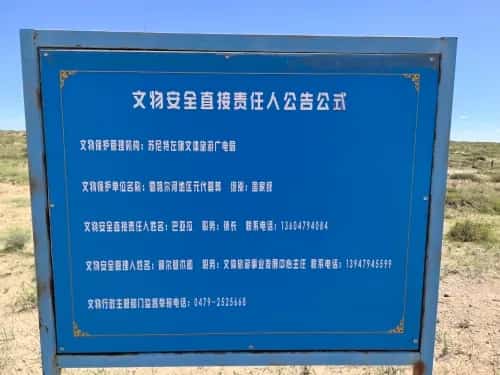 文物安全直接责任人公告公式
文物保护管理机构：苏尼特左旗文体旅游广电局
文物保护单位名称：恩格尔河地区元代墓葬 级别：国家级
文物安全直接责任人姓名：巴亚拉 职务：镇长 联系电话：13604794084
文物安全管理人姓名：额尔敦 职务：文体旅游事业发展中心主任 联系电话：13947945599
文物行政主管部门监督举报电话：0479-2525668